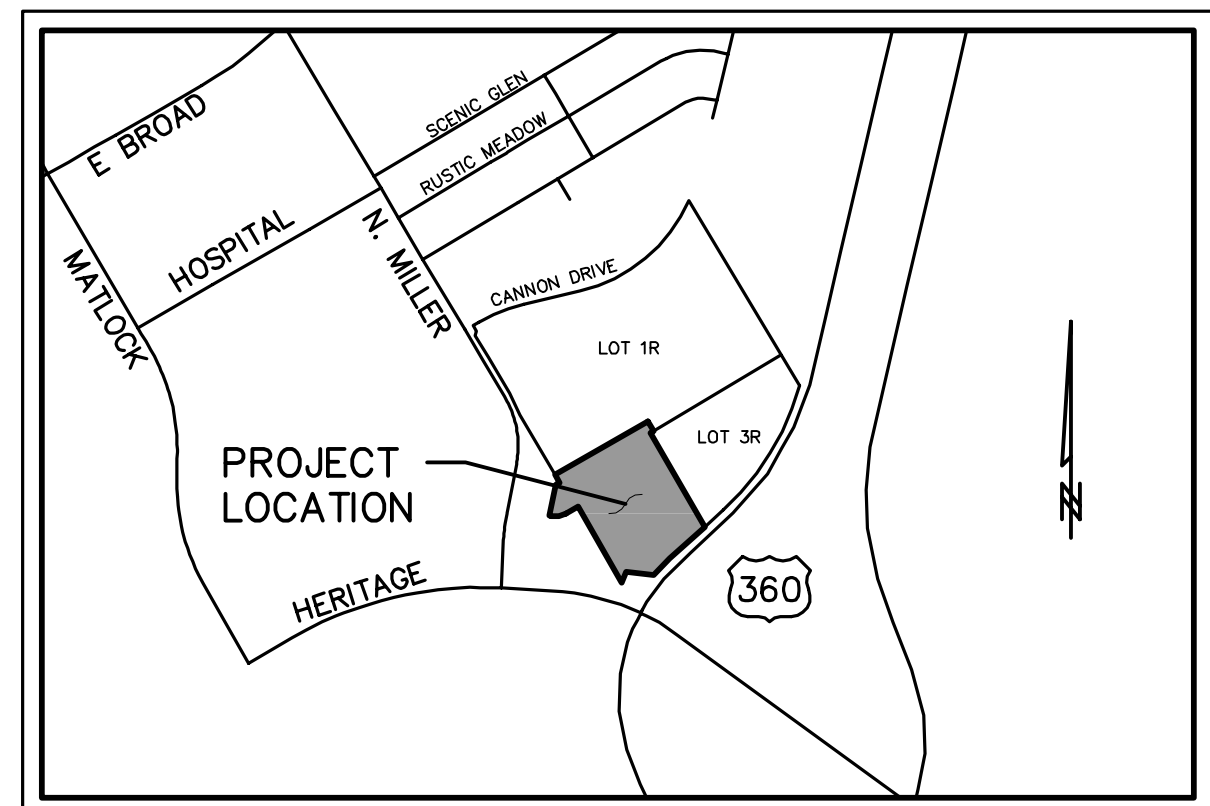 SCENIC GLEN
E BROAD
RUSTIC MEADOW
HOSPITAL
N. MILLER
MATLOCK
CANNON DRIVE
LOT 1R
LOT 3R
PROJECT
LOCATION
N
HERITAGE
360